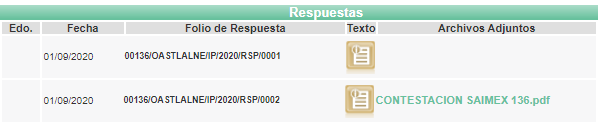 Respuestas
Edo. Fecha Folio de Respuesta Texto Archivos Adjuntos
01/09/2020 00136/OASTLALNE/IP/2020/RSP/0001
01/09/2020 00136/OASTLALNE/IP/2020/RSP/0002 CONTESTACION SAIMEX 136.pdf